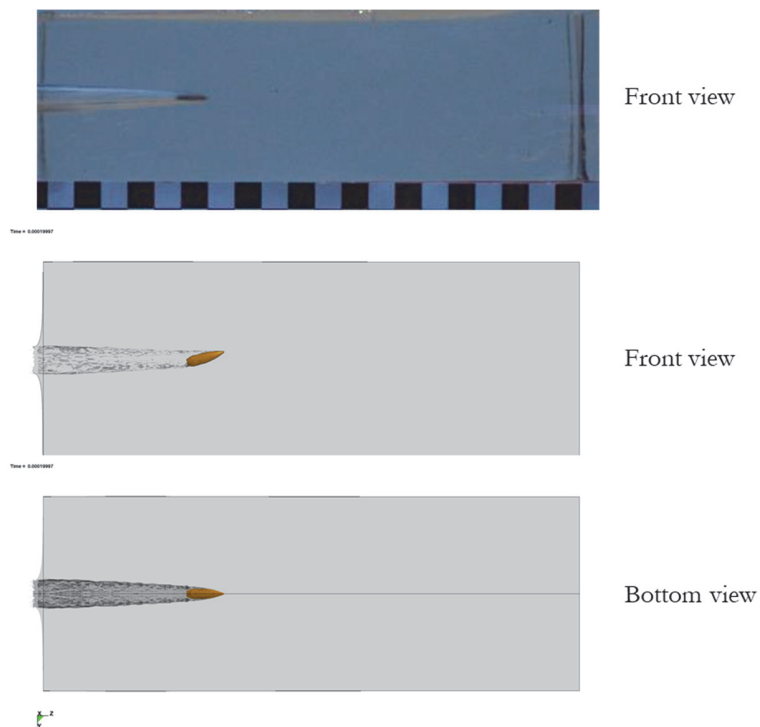 Front view
Time = 0.00019997
Front view
Time = 0.00019997
Bottom view
X
Z
Y